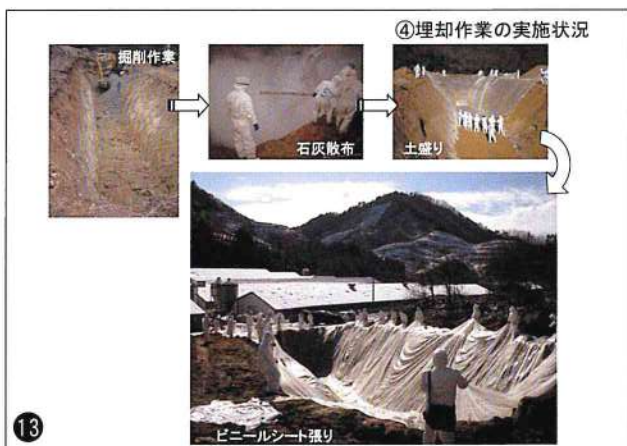 ④埋却作業の実施状況
掘削作業
石灰散布
土盛り
ビニールシート張り
13